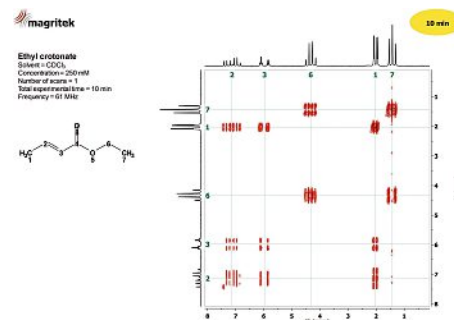 magritek
10 min
Ethyl crotonate
Solvent = CDCl₃
Concentration = 250 mM
Number of scans = 1
Total experimental time = 10 min
Frequency = 61 MHz
2 3 6 1 7
O
H₃C 2 3 4 O 6 CH₃
1 5 7
7
1
6
3
2
1
2
3
4
5
6
7
8
8 7 6 5 4 3 2 1